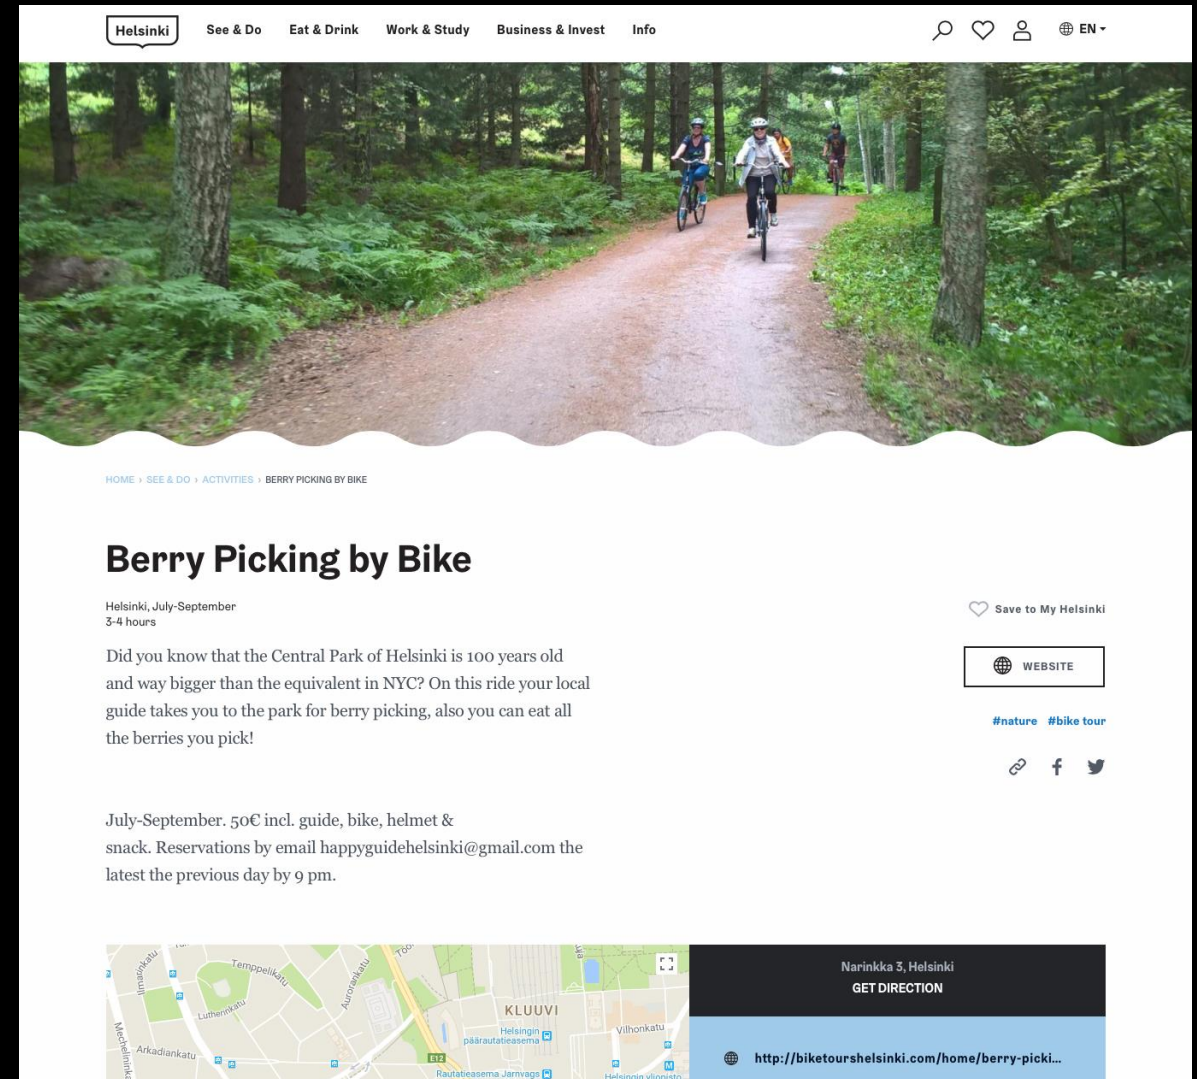 Helsinki
See & Do
Eat & Drink
Work & Study
Business & Invest
Info
EN
HOME › SEE & DO › ACTIVITIES › BERRY PICKING BY BIKE
Berry Picking by Bike
Helsinki, July-September
3-4 hours
Save to My Helsinki
Did you know that the Central Park of Helsinki is 100 years old
and way bigger than the equivalent in NYC? On this ride your local
guide takes you to the park for berry picking, also you can eat all
the berries you pick!
WEBSITE
#nature #bike tour
July-September. 50€ incl. guide, bike, helmet &
snack. Reservations by email happyguidehelsinki@gmail.com the
latest the previous day by 9 pm.
Temppelikatu
Aurorankatu
Luthernkatu
Arkadiankatu
KLUUVI
Helsingin
päärautatieasema
Vilhonkatu
E12
Rautatieasema Järnvägs
Helsingin yliopisto
M
Narinkka 3, Helsinki
GET DIRECTION
http://biketourshelsinki.com/home/berry-picki...